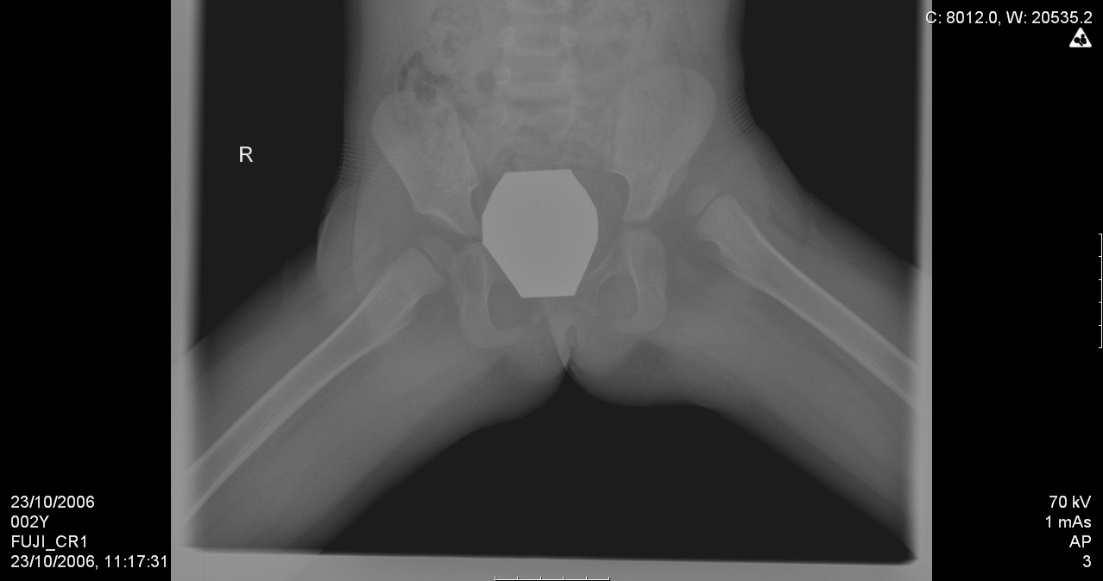 C: 8012.0, W: 20535.2
R
23/10/2006
002Y
FUJI_CR1
23/10/2006, 11:17:31
70 kV
1 mAs
AP
3